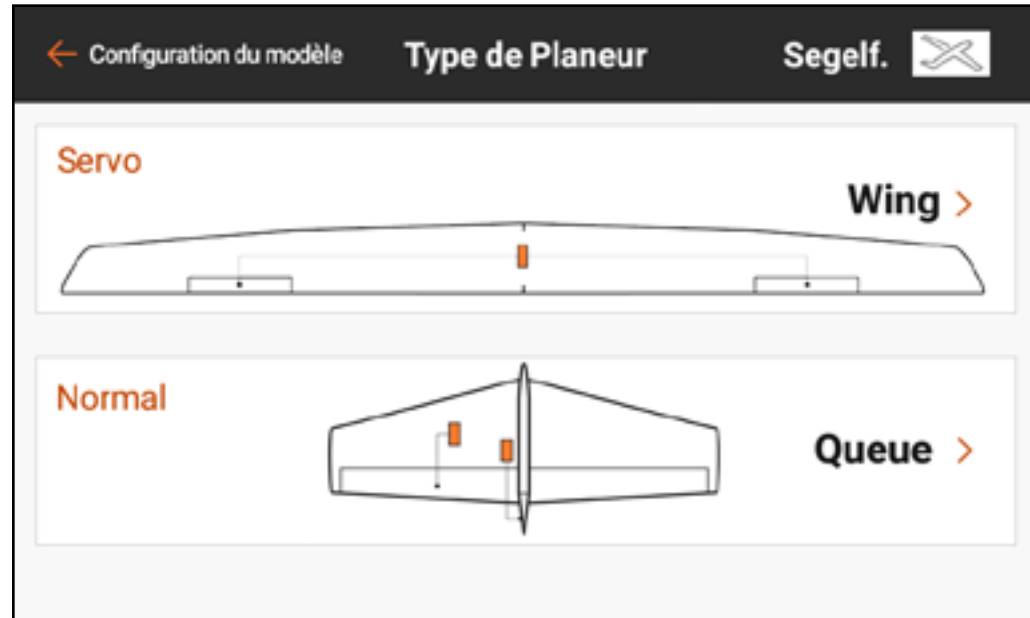 Configuration du modèle
Type de Planeur
Segelf.
Servo
Wing
Normal
Queue